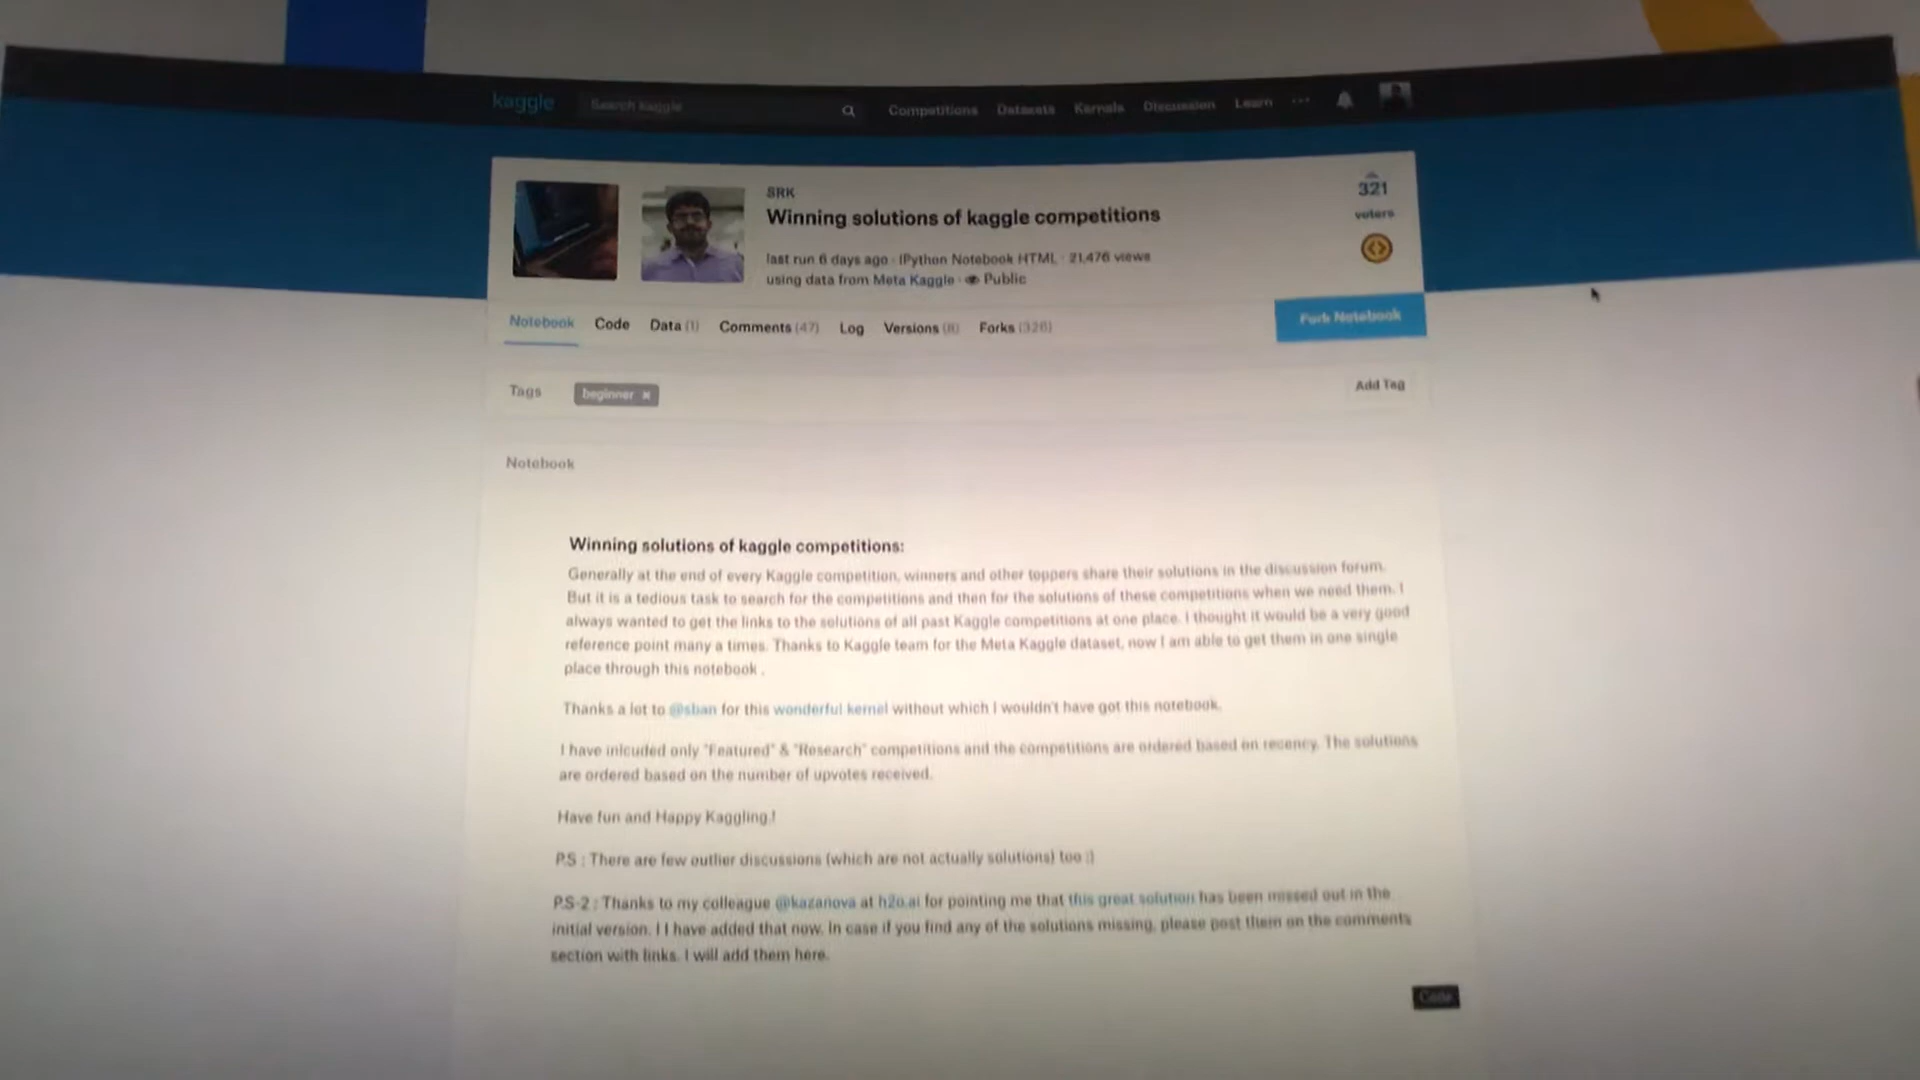 kaggle
Search kaggle
Competitions Datasets Kernels Discussion Learn ...
SRK
Winning solutions of kaggle competitions
last run 6 days ago · IPython Notebook HTML · 21,476 views
using data from Meta Kaggle · Public
321
voters
Notebook Code Data (1) Comments (47) Log Versions (8) Forks (326)
Fork Notebook
Tags beginner × Add Tag
Notebook
Winning solutions of kaggle competitions:
Generally at the end of every Kaggle competition, winners and other toppers share their solutions in the discussion forum.
But it is a tedious task to search for the competitions and then for the solutions of these competitions when we need them. I
always wanted to get the links to the solutions of all past Kaggle competitions at one place. I thought it would be a very good
reference point many a times. Thanks to Kaggle team for the Meta Kaggle dataset, now I am able to get them in one single
place through this notebook .
Thanks a lot to @sban for this wonderful kernel without which I wouldn't have got this notebook.
I have inlcuded only "Featured" & "Research" competitions and the competitions are ordered based on recency. The solutions
are ordered based on the number of upvotes received.
Have fun and Happy Kaggling.!
P.S : There are few outlier discussions (which are not actually solutions) too :)
P.S-2 : Thanks to my colleague @kazanova at h2o.ai for pointing me that this great solution has been missed out in the
initial version. I I have added that now. In case if you find any of the solutions missing, please post them on the comments
section with links. I will add them here.
Code